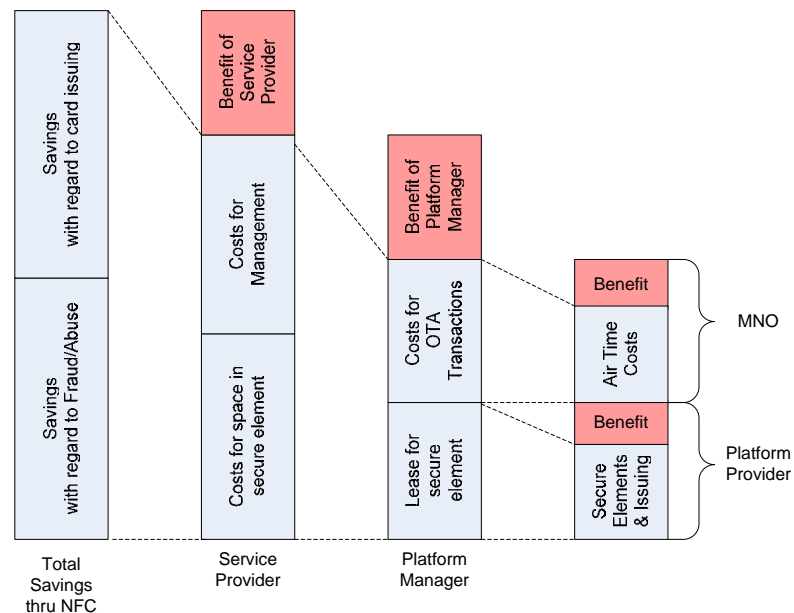 Savings
with regard to card issuing
Savings
with regard to Fraud/Abuse
Total
Savings
thru NFC
Benefit of
Service
Provider
Costs for
Management
Costs for space in
secure element
Service
Provider
Benefit of
Platform
Manager
Costs for
OTA
Transactions
Lease for
secure
element
Platform
Manager
Benefit
Air Time
Costs
Benefit
Secure
Elements
& Issuing
MNO
Platform
Provider